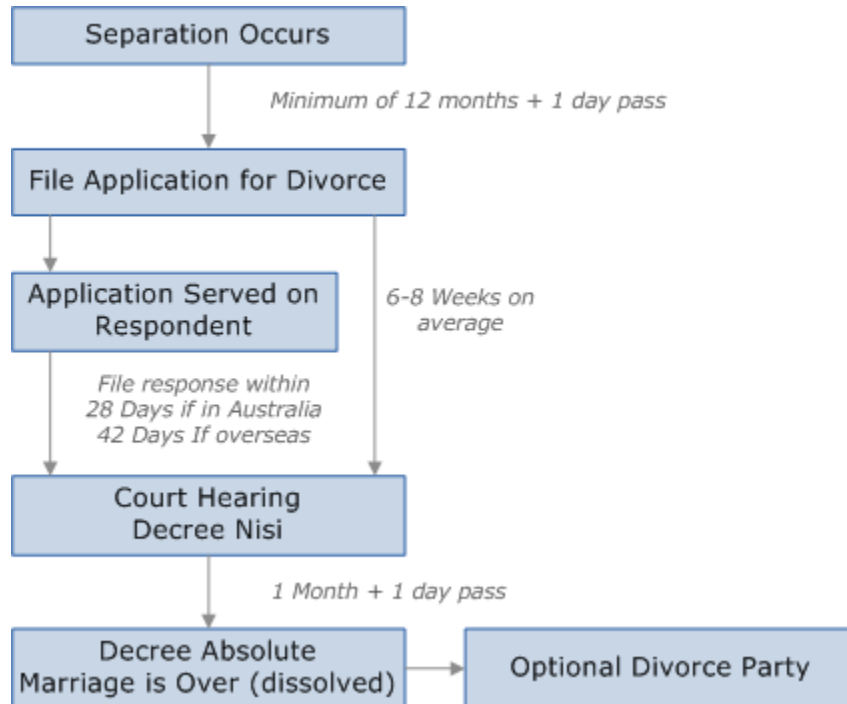 Separation Occurs
Minimum of 12 months + 1 day pass
File Application for Divorce
Application Served on
Respondent
6-8 Weeks on
average
File response within
28 Days if in Australia
42 Days If overseas
Court Hearing
Decree Nisi
1 Month + 1 day pass
Decree Absolute
Marriage is Over (dissolved)
Optional Divorce Party